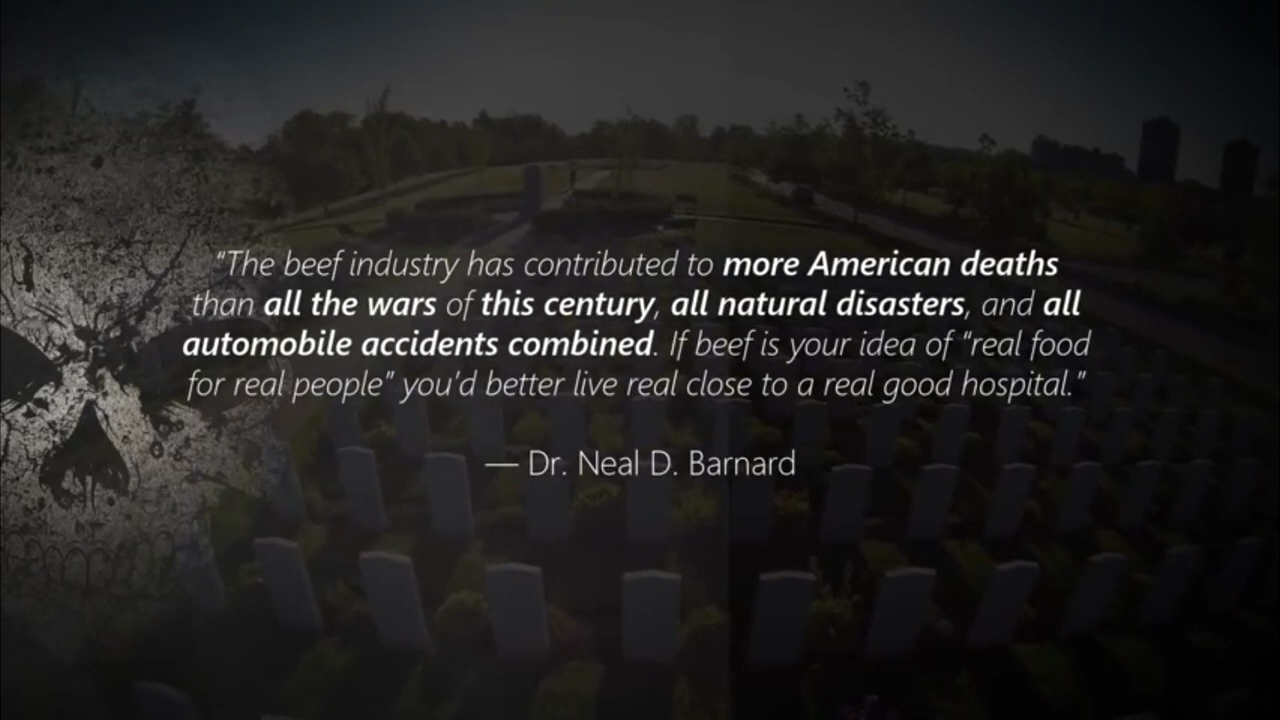 "The beef industry has contributed to more American deaths
than all the wars of this century, all natural disasters, and all
automobile accidents combined. If beef is your idea of "real food
for real people" you'd better live real close to a real good hospital."
— Dr. Neal D. Barnard